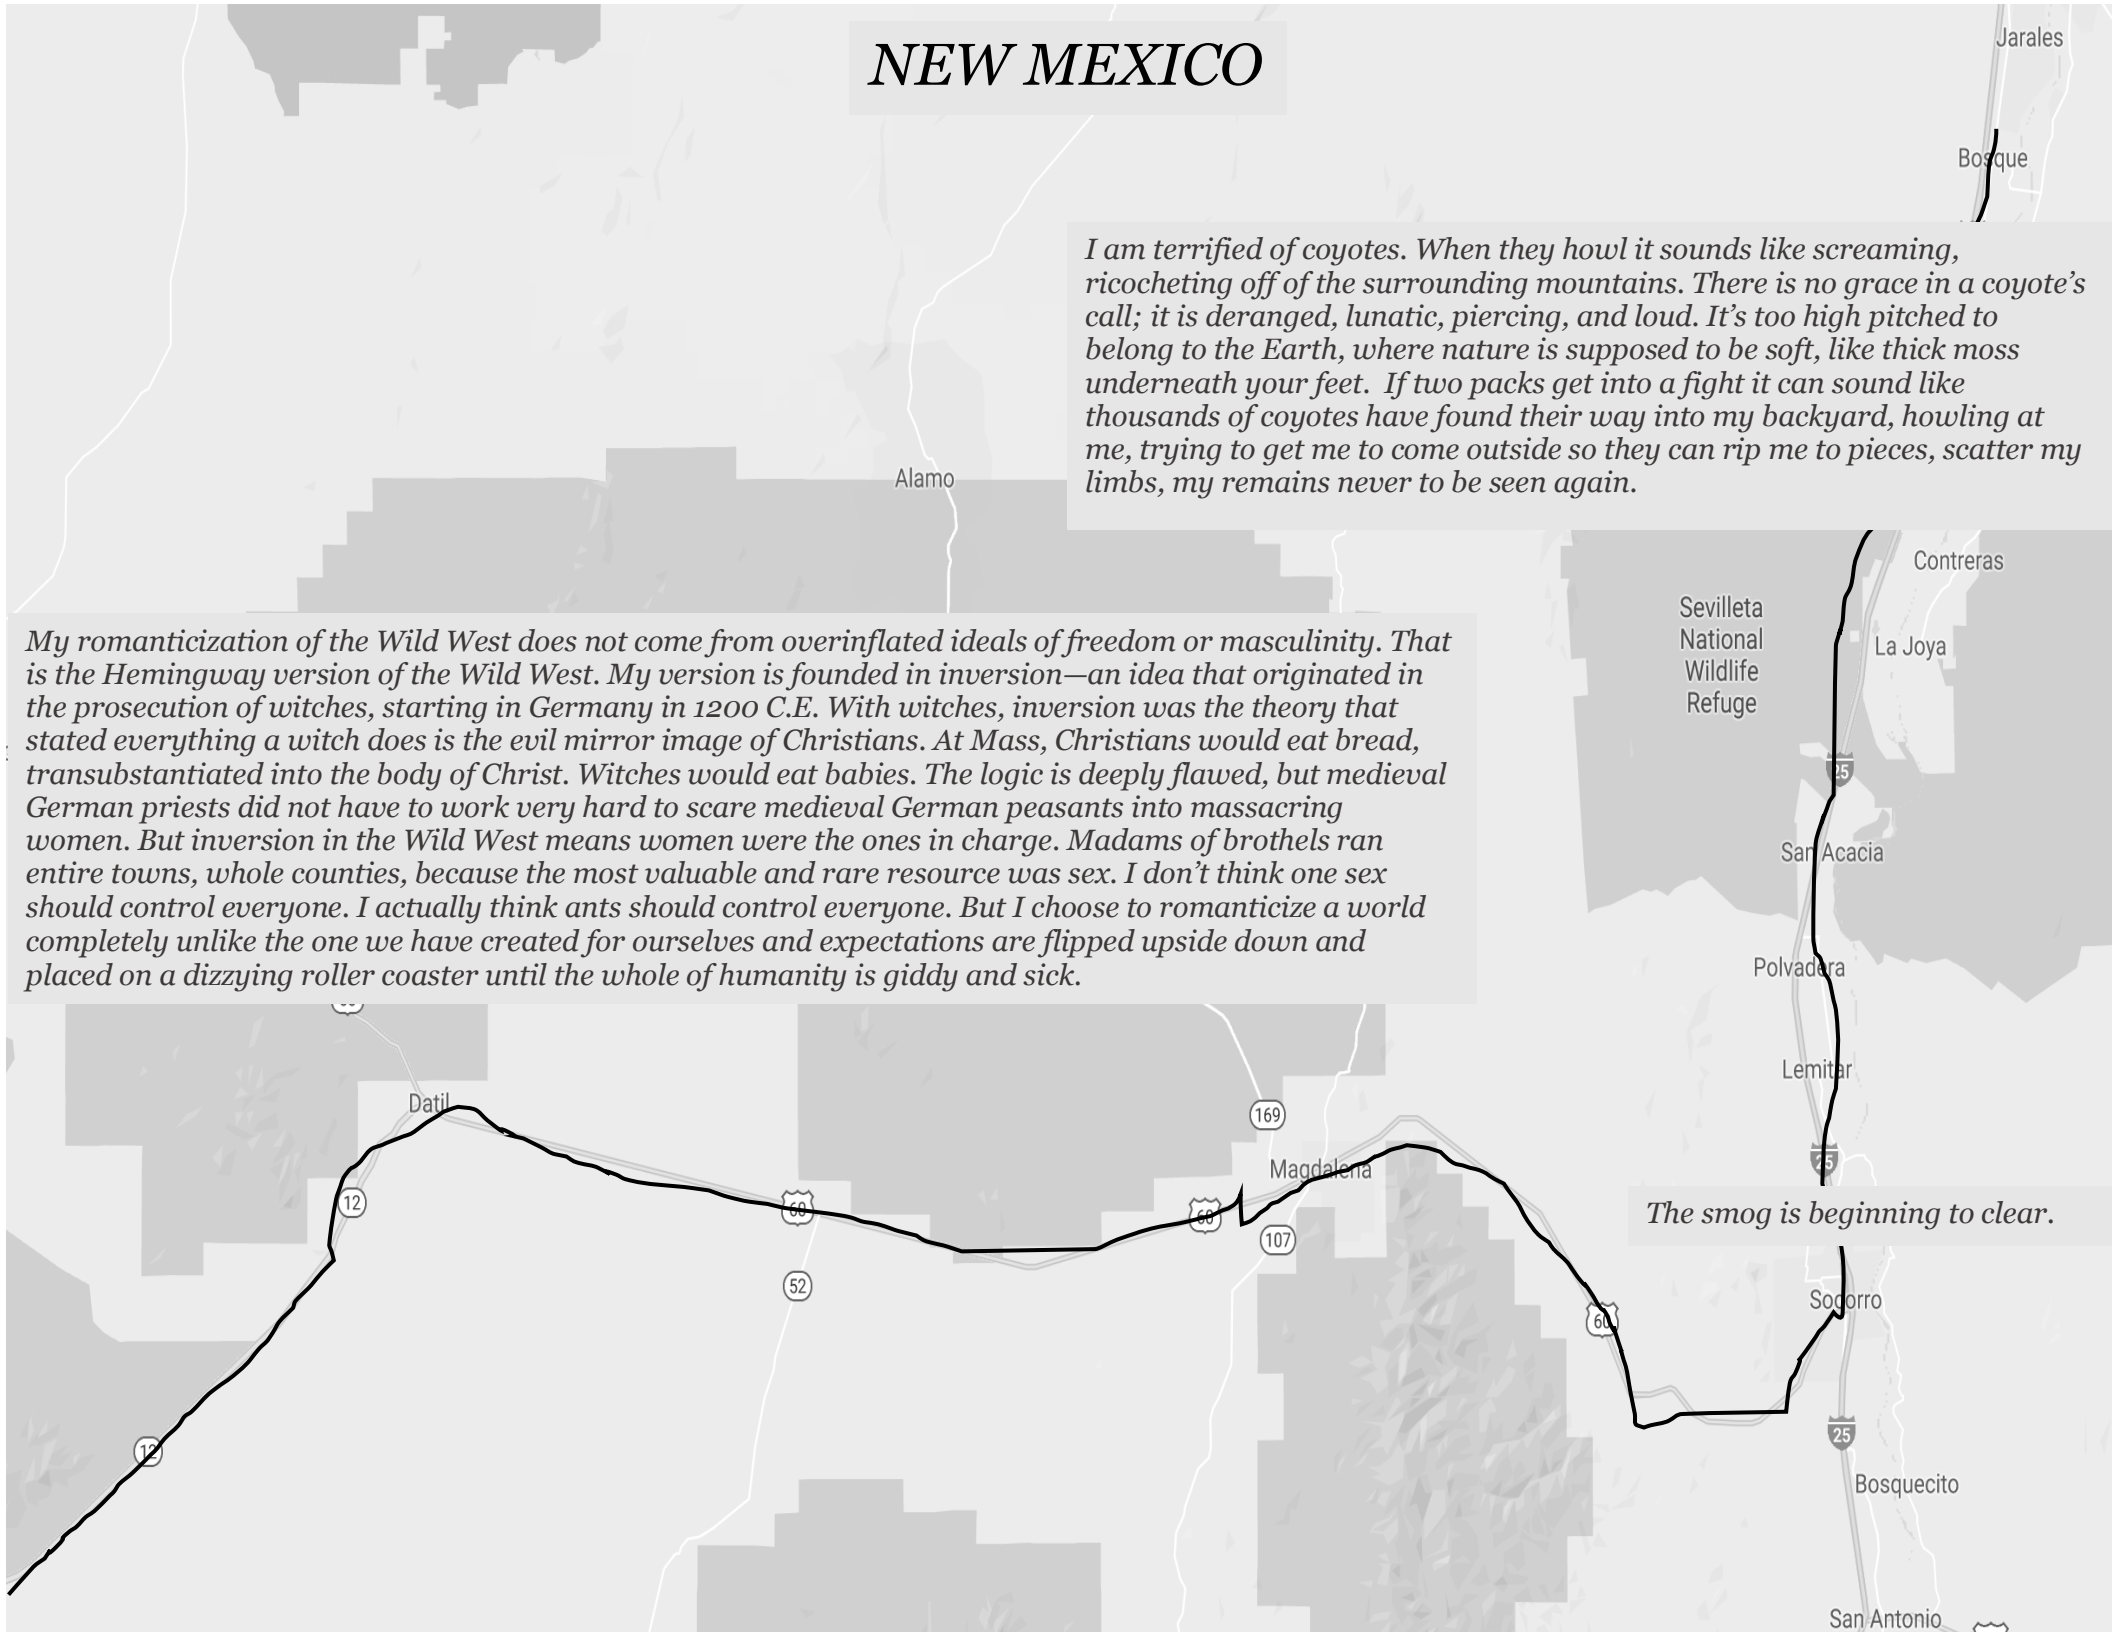 NEW MEXICO
Jarales
Bosque
I am terrified of coyotes. When they howl it sounds like screaming,
ricocheting off of the surrounding mountains. There is no grace in a coyote’s
call; it is deranged, lunatic, piercing, and loud. It’s too high pitched to
belong to the Earth, where nature is supposed to be soft, like thick moss
underneath your feet.  If two packs get into a fight it can sound like
thousands of coyotes have found their way into my backyard, howling at
me, trying to get me to come outside so they can rip me to pieces, scatter my
limbs, my remains never to be seen again.
Alamo
Contreras
Sevilleta
National
Wildlife
Refuge
La Joya
My romanticization of the Wild West does not come from overinflated ideals of freedom or masculinity. That
is the Hemingway version of the Wild West. My version is founded in inversion—an idea that originated in
the prosecution of witches, starting in Germany in 1200 C.E. With witches, inversion was the theory that
stated everything a witch does is the evil mirror image of Christians. At Mass, Christians would eat bread,
transubstantiated into the body of Christ. Witches would eat babies. The logic is deeply flawed, but medieval
German priests did not have to work very hard to scare medieval German peasants into massacring
women. But inversion in the Wild West means women were the ones in charge. Madams of brothels ran
entire towns, whole counties, because the most valuable and rare resource was sex. I don’t think one sex
should control everyone. I actually think ants should control everyone. But I choose to romanticize a world
completely unlike the one we have created for ourselves and expectations are flipped upside down and
placed on a dizzying roller coaster until the whole of humanity is giddy and sick.
25
San Acacia
Polvadera
Lemitar
Datil
169
25
Magdalena
12
60
60
The smog is beginning to clear.
107
52
Socorro
60
25
12
Bosquecito
San Antonio